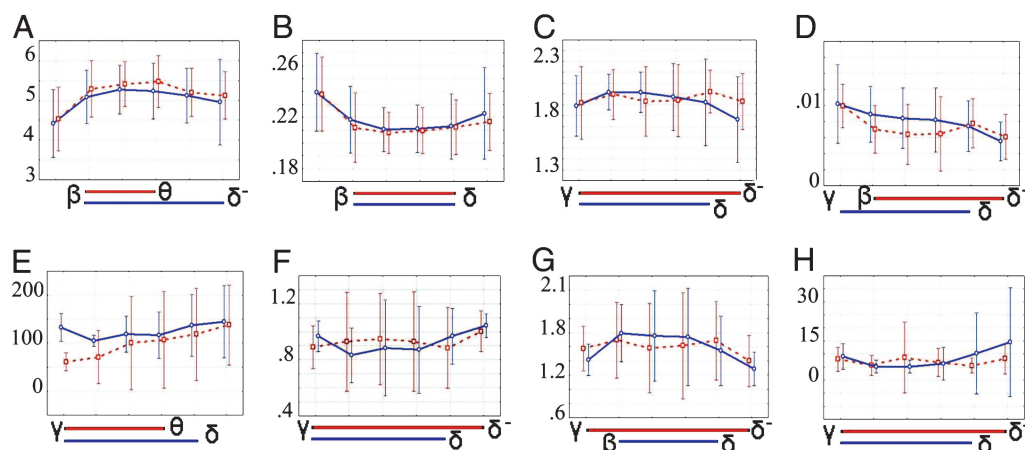 A
6
5
4
3
β θ
δ-
B
.26
.22
.18
β δ
C
2.3
1.8
1.3
γ δ-
δ
D
.01
0
γ β δ-
δ
E
200
100
0
γ θ
δ
F
1.2
.8
.4
γ δ-
δ
G
2.1
1.8
1.2
.6
γ δ-
β δ
H
30
15
0
γ δ-
δ